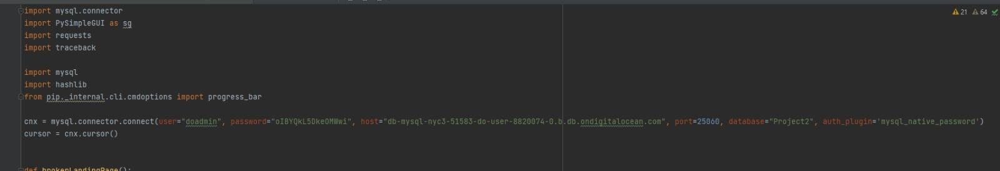 21 64
import mysql.connector
import PySimpleGUI as sg
import requests
import traceback
import mysql
import hashlib
from pip._internal.cli.cmdoptions import progress_bar
cnx = mysql.connector.connect(user="doadmin", password="oIBYQkL5DkeOMWwi", host="db-mysql-nyc3-51583-do-user-8820074-0.b.db.ondigitalocean.com", port=25060, database="Project2", auth_plugin='mysql_native_password')
cursor = cnx.cursor()
def brokerLandingPage():